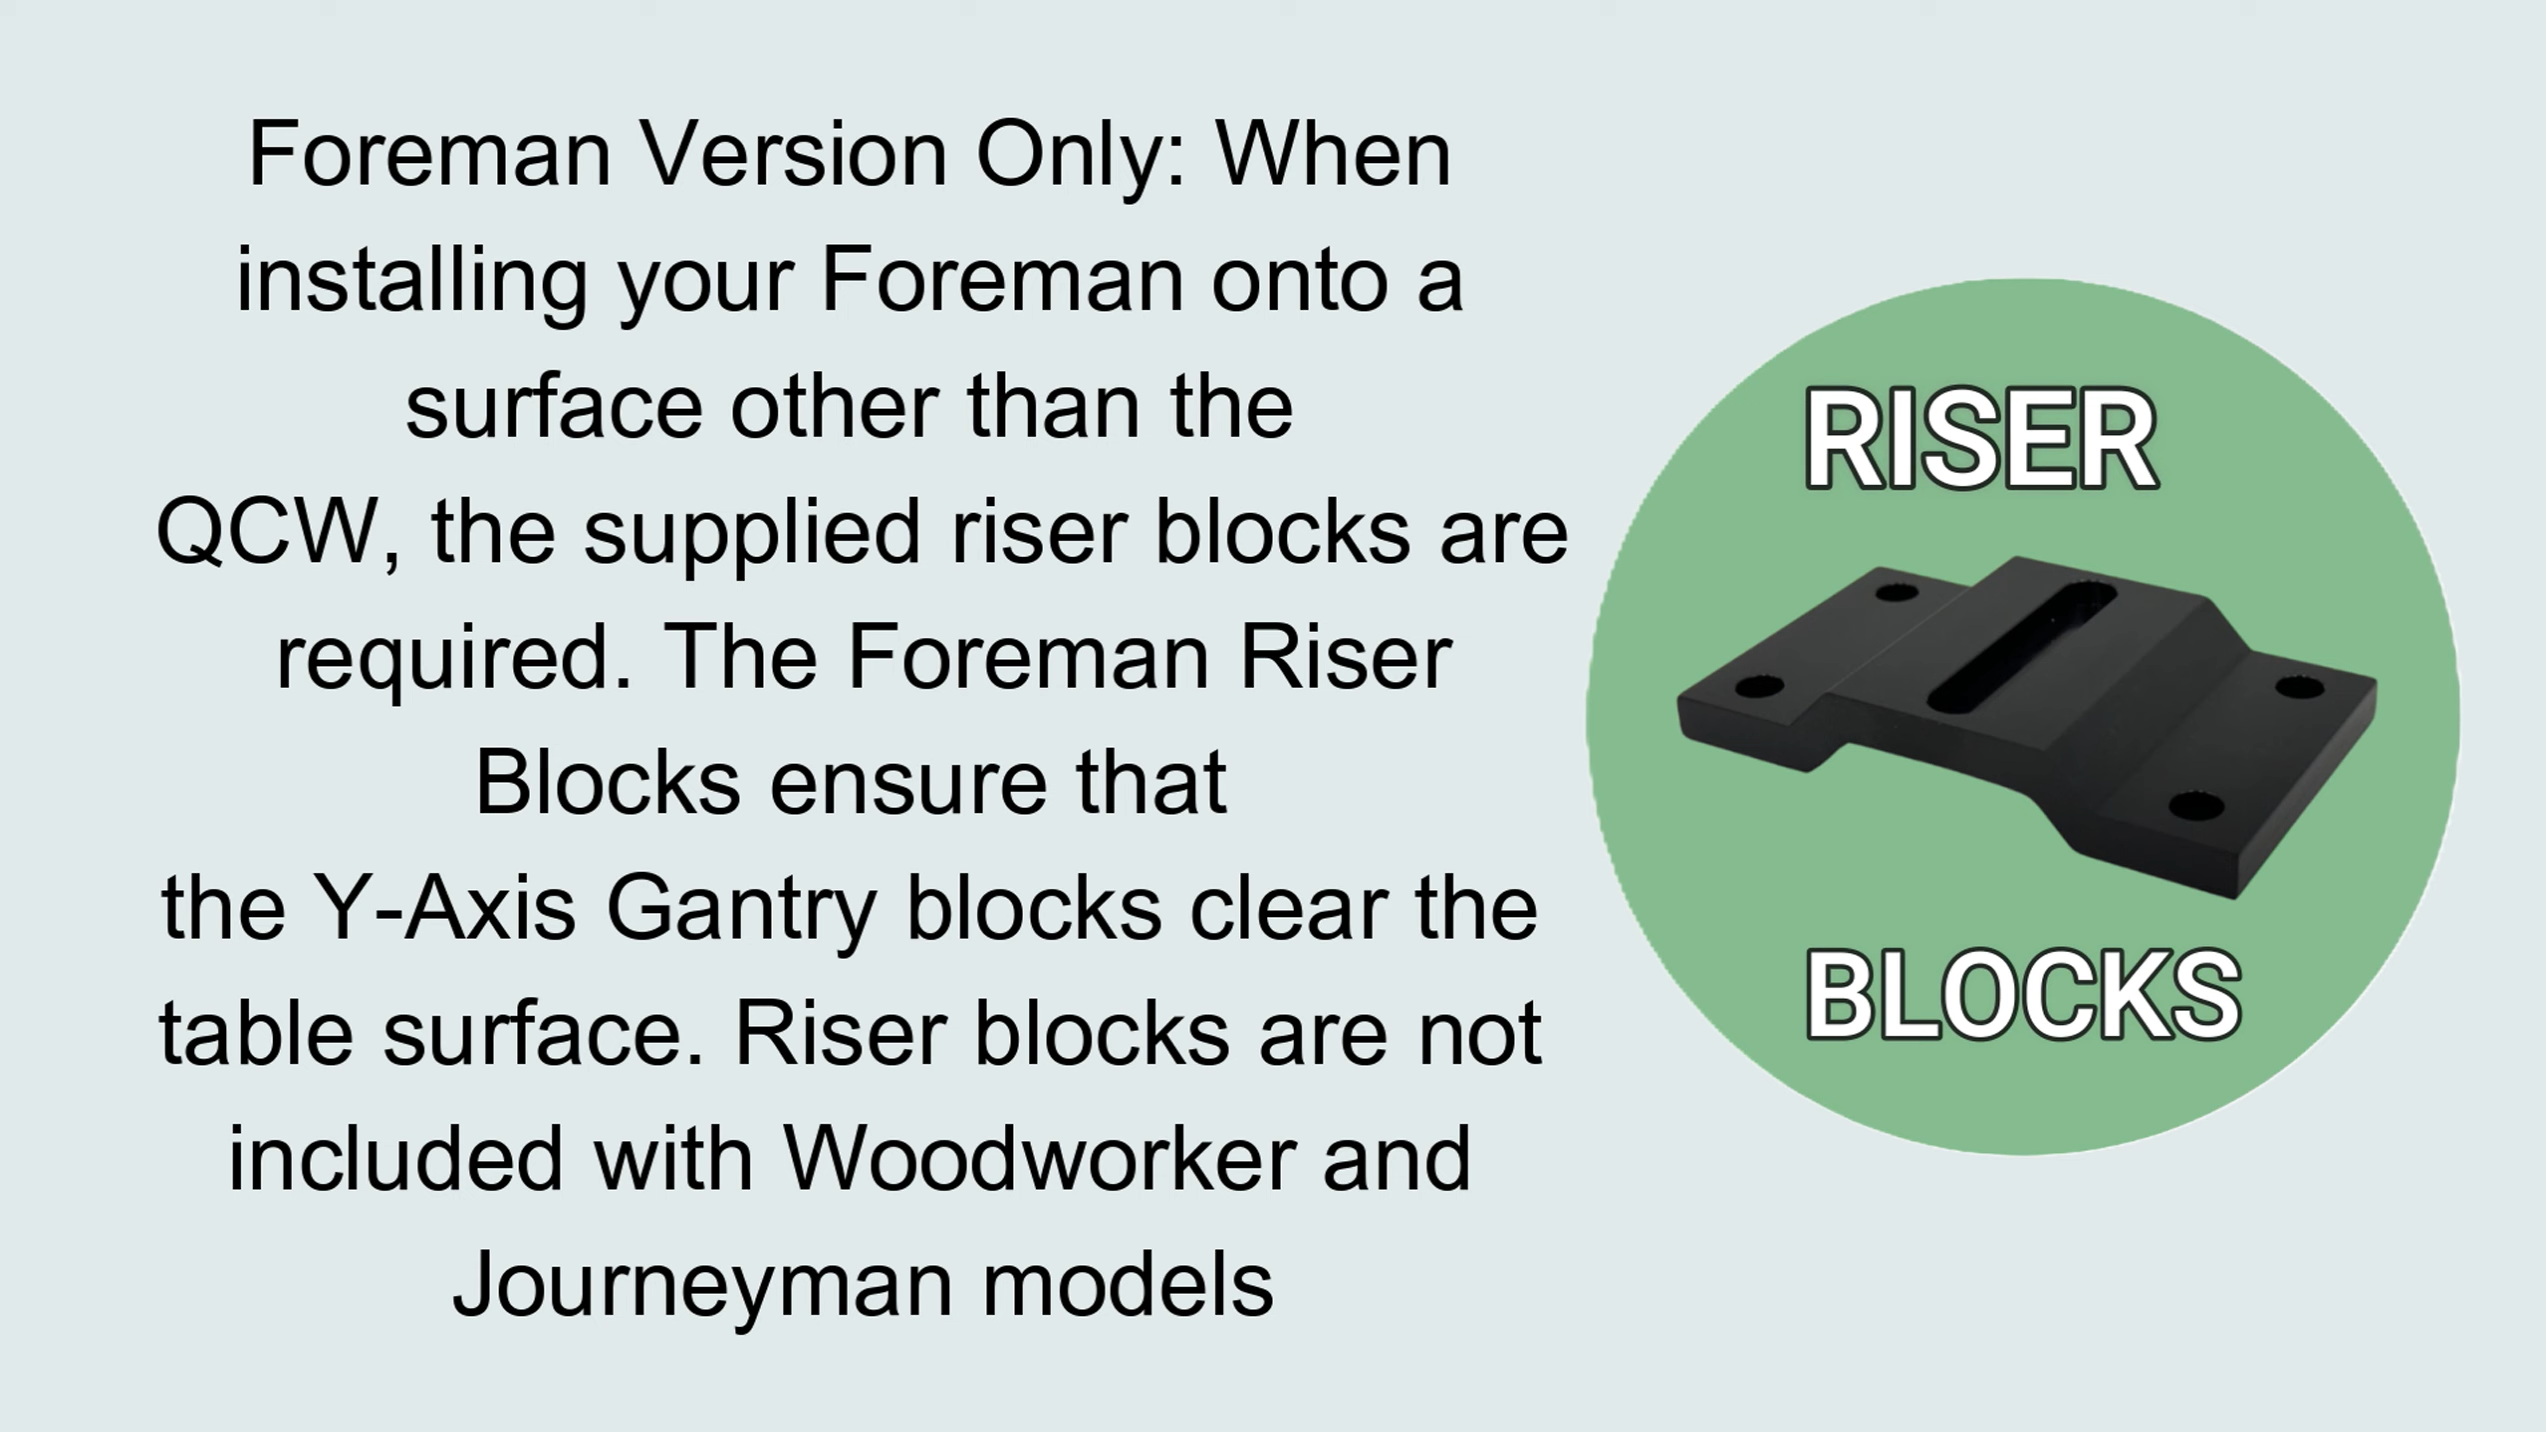 Foreman Version Only: When
installing your Foreman onto a
surface other than the
QCW, the supplied riser blocks are
required. The Foreman Riser
Blocks ensure that
the Y-Axis Gantry blocks clear the
table surface. Riser blocks are not
included with Woodworker and
Journeyman models
RISER
BLOCKS